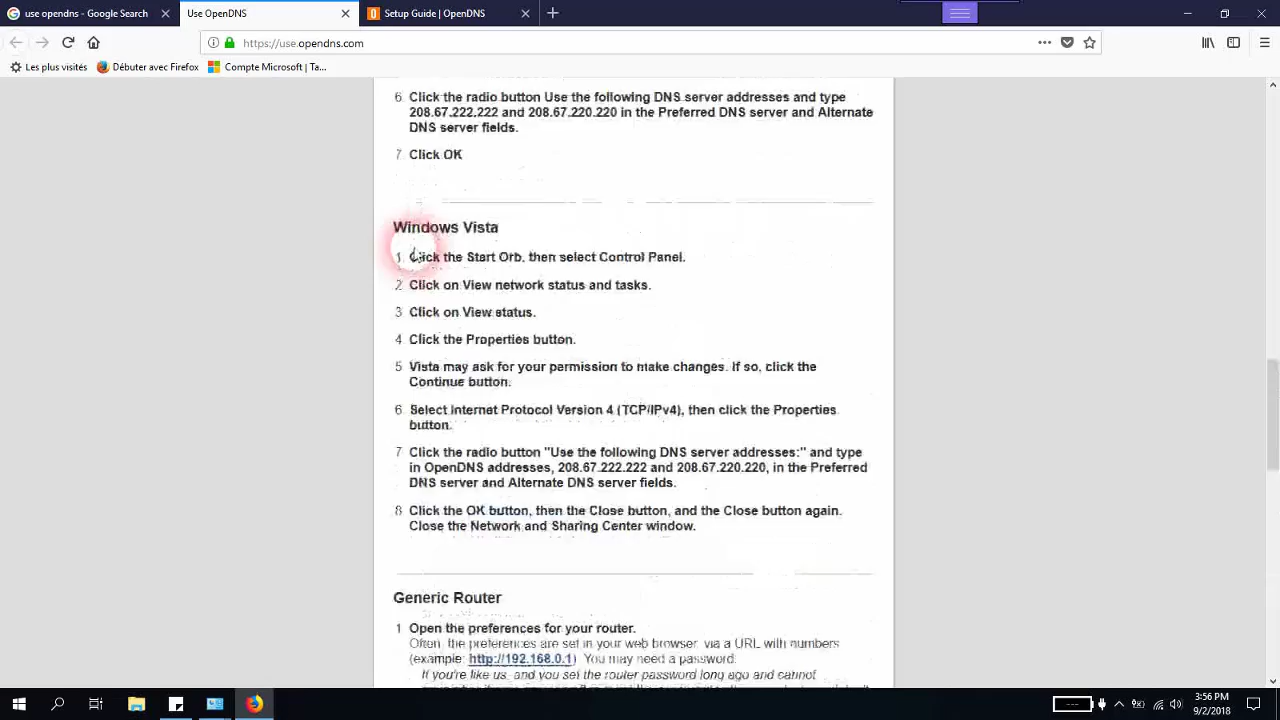 use opendns - Google Search
Use OpenDNS
Setup Guide | OpenDNS
https://use.opendns.com
Les plus visités
Débuter avec Firefox
Compte Microsoft | Ta...
6 Click the radio button Use the following DNS server addresses and type
208.67.222.222 and 208.67.220.220 in the Preferred DNS server and Alternate
DNS server fields.
7 Click OK
Windows Vista
1. Click the Start Orb, then select Control Panel.
2 Click on View network status and tasks.
3 Click on View status.
4 Click the Properties button.
5 Vista may ask for your permission to make changes. If so, click the
Continue button.
6 Select Internet Protocol Version 4 (TCP/IPv4), then click the Properties
button.
7 Click the radio button "Use the following DNS server addresses:" and type
in OpenDNS addresses, 208.67.222.222 and 208.67.220.220, in the Preferred
DNS server and Alternate DNS server fields.
8 Click the OK button, then the Close button, and the Close button again.
Close the Network and Sharing Center window.
Generic Router
1 Open the preferences for your router.
Often, the preferences are set in your web browser, via a URL with numbers
(example: http://192.168.0.1). You may need a password.
If you're like us, and you set the router password long ago and cannot
3:56 PM
9/2/2018